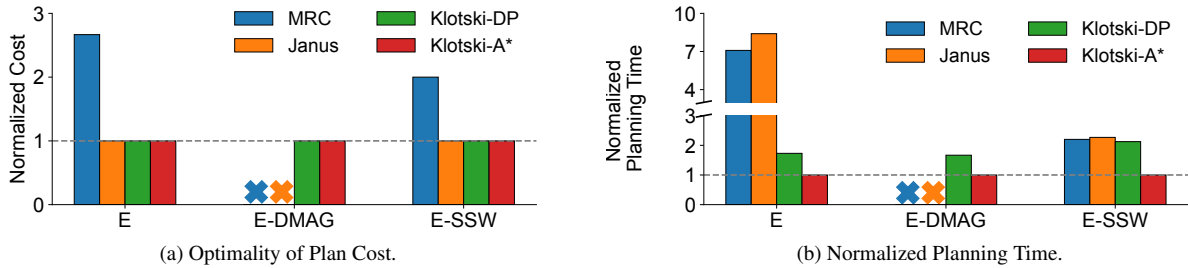 Normalized Cost
3
2
1
0
MRC
Janus
Klotski-DP
Klotski-A*
E
E-DMAG
E-SSW
(a) Optimality of Plan Cost.
Normalized
Planning Time
10
7
4
3
2
1
0
MRC
Janus
Klotski-DP
Klotski-A*
E
E-DMAG
E-SSW
(b) Normalized Planning Time.